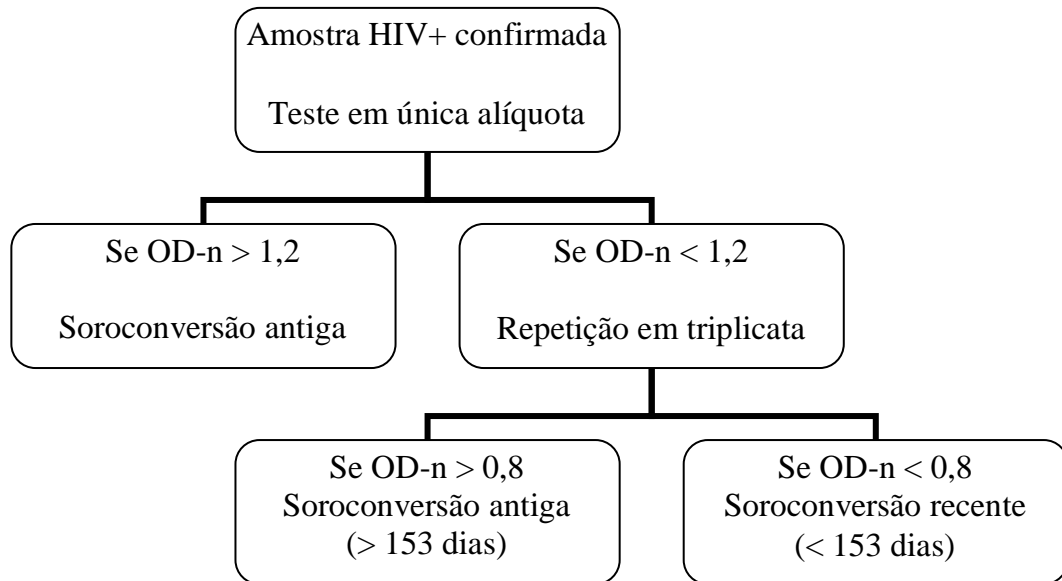 Amostra HIV+ confirmada
Teste em única alíquota
Se OD-n > 1,2
Soroconversão antiga
Se OD-n < 1,2
Repetição em triplicata
Se OD-n > 0,8
Soroconversão antiga
(> 153 dias)
Se OD-n < 0,8
Soroconversão recente
(< 153 dias)